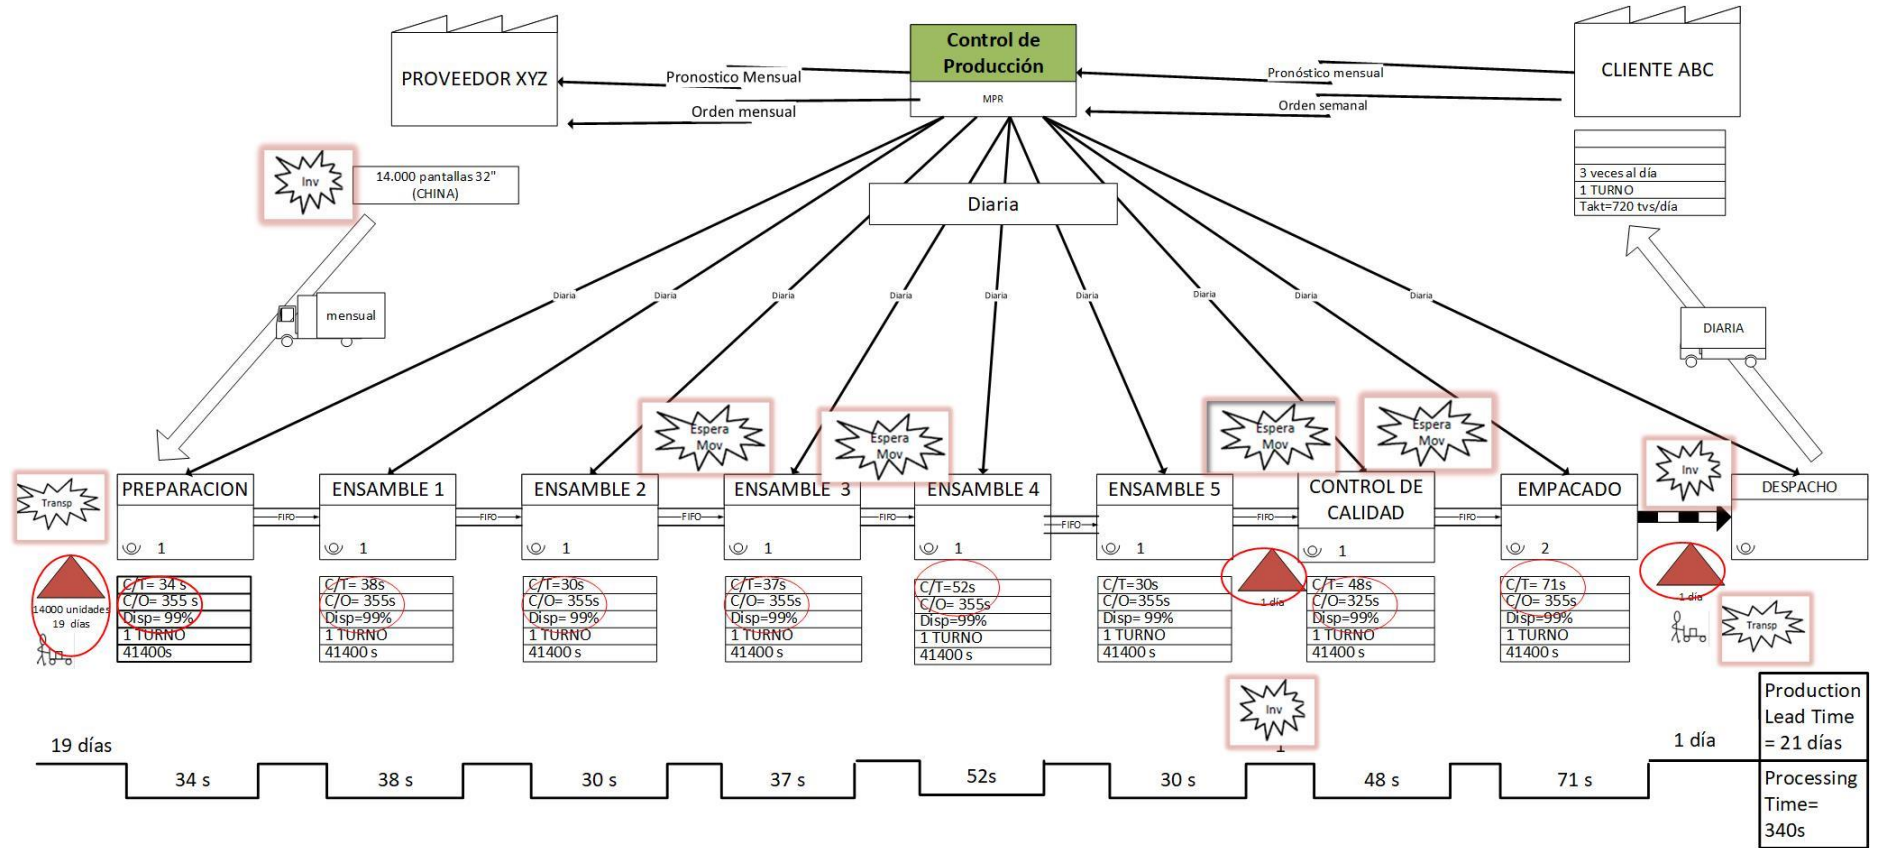 PROVEEDOR XYZ
Pronostico Mensual
Orden mensual
Control de
Producción
MPR
Pronóstico mensual
Orden semanal
CLIENTE ABC
Inv
14.000 pantallas 32"
(CHINA)
3 veces al día
1 TURNO
Takt=720 tvs/día
Diaria
mensual
Diaria
Diaria
Diaria
Diaria
Diaria
Diaria
Diaria
Diaria
Diaria
DIARIA
Espera
Mov
Espera
Mov
Espera
Mov
Espera
Mov
Inv
Transp
PREPARACION
1
FIFO
ENSAMBLE 1
1
FIFO
ENSAMBLE 2
1
FIFO
ENSAMBLE 3
1
FIFO
ENSAMBLE 4
1
FIFO
ENSAMBLE 5
1
FIFO
CONTROL DE
CALIDAD
1
FIFO
EMPACADO
2
DESPACHO
14000 unidades
19 días
C/T= 34 s
C/O= 355 s
Disp= 99%
1 TURNO
41400s
C/T= 38s
C/O= 355s
Disp=99%
1 TURNO
41400 s
C/T=30s
C/O= 355s
Disp= 99%
1 TURNO
41400 s
C/T=37s
C/O= 355s
Disp=99%
1 TURNO
41400 s
C/T=52s
C/O= 355s
Disp=99%
1 TURNO
41400 s
C/T=30s
C/O=355s
Disp= 99%
1 TURNO
41400 s
1 día
C/T= 48s
C/O=325s
Disp=99%
1 TURNO
41400 s
C/T= 71s
C/O= 355s
Disp=99%
1 TURNO
41400 s
1 día
Transp
Inv
19 días
34 s
38 s
30 s
37 s
52s
30 s
1
48 s
71 s
1 día
Production
Lead Time
= 21 días
Processing
Time=
340s